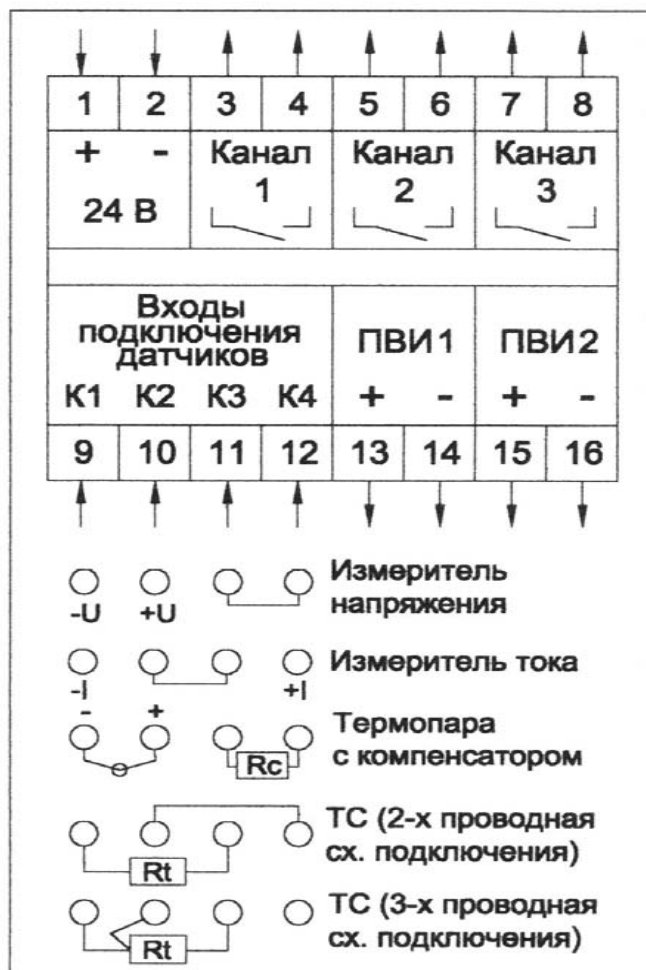 1 2 3 4 5 6 7 8
+ - Канал Канал Канал
24 В 1 2 3
Входы
подключения
датчиков
ПВИ1 ПВИ2
К1 К2 К3 К4 + - + -
9 10 11 12 13 14 15 16
Измеритель
напряжения
-U +U
Измеритель тока
-I +I
- +
Термопара
с компенсатором
Rc
ТС (2-х проводная
сх. подключения)
Rt
ТС (3-х проводная
сх. подключения)
Rt